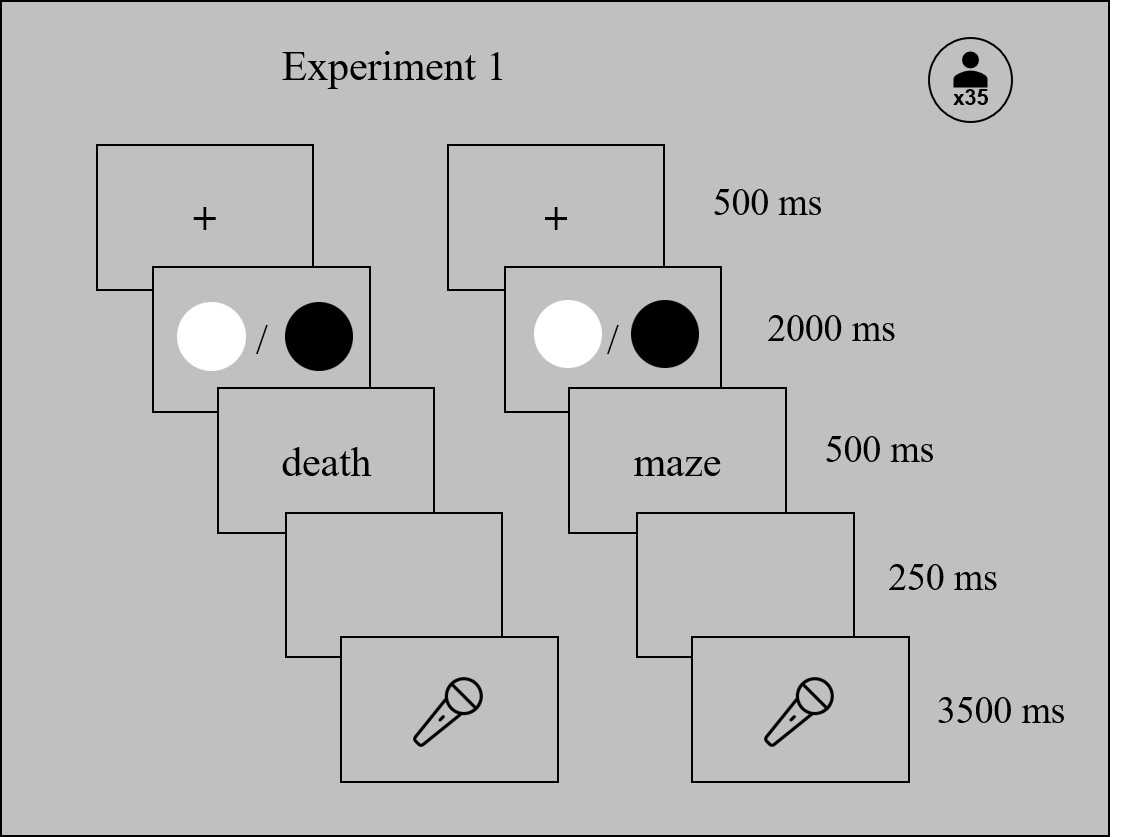 Experiment 1
x35
+
+
500 ms
/
/
2000 ms
death
maze
500 ms
250 ms
3500 ms